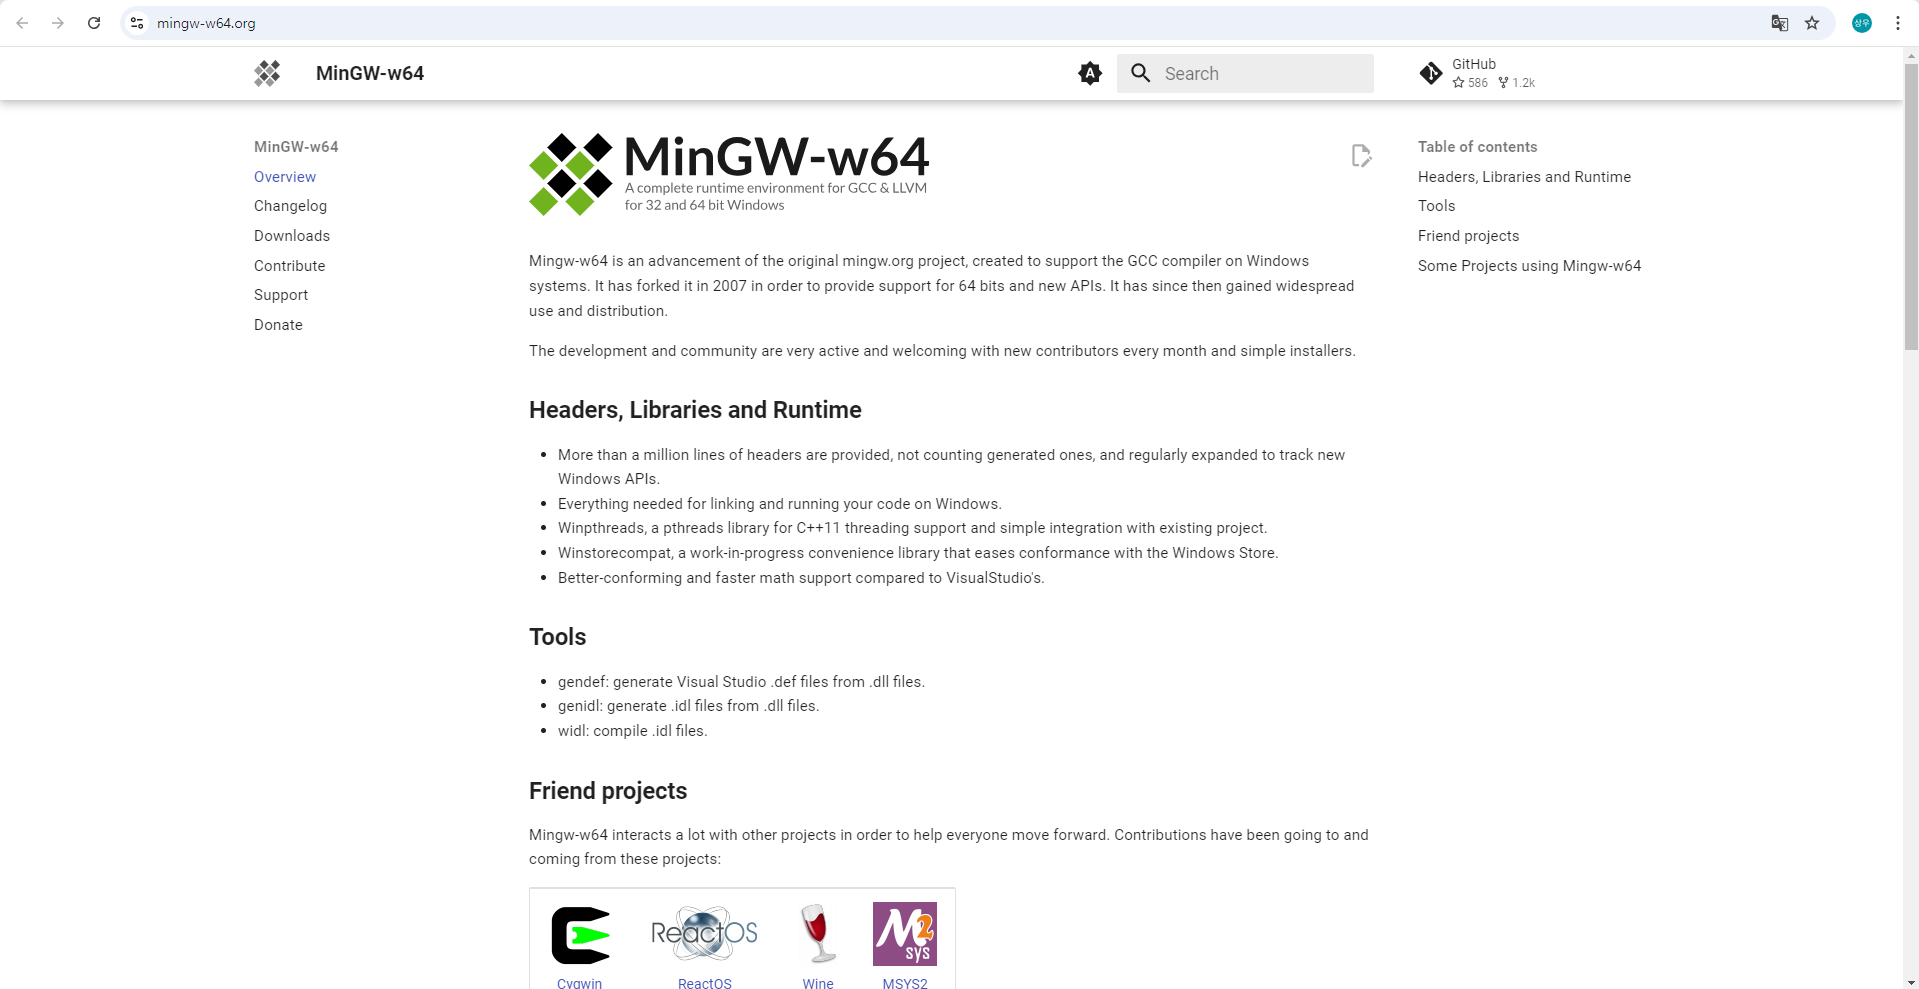 mingw-w64.org
상우
MinGW-w64
A
Search
GitHub
586 1.2k
MinGW-w64
Overview
Changelog
Downloads
Contribute
Support
Donate
MinGW-w64
A complete runtime environment for GCC & LLVM
for 32 and 64 bit Windows
Mingw-w64 is an advancement of the original mingw.org project, created to support the GCC compiler on Windows
systems. It has forked it in 2007 in order to provide support for 64 bits and new APIs. It has since then gained widespread
use and distribution.
The development and community are very active and welcoming with new contributors every month and simple installers.
Headers, Libraries and Runtime
More than a million lines of headers are provided, not counting generated ones, and regularly expanded to track new
Windows APIs.
Everything needed for linking and running your code on Windows.
Winpthreads, a pthreads library for C++11 threading support and simple integration with existing project.
Winstorecompat, a work-in-progress convenience library that eases conformance with the Windows Store.
Better-conforming and faster math support compared to VisualStudio's.
Tools
gendef: generate Visual Studio .def files from .dll files.
genidl: generate .idl files from .dll files.
widl: compile .idl files.
Friend projects
Mingw-w64 interacts a lot with other projects in order to help everyone move forward. Contributions have been going to and
coming from these projects:
ReactOS
M2
sys
Cygwin
ReactOS
Wine
MSYS2
Table of contents
Headers, Libraries and Runtime
Tools
Friend projects
Some Projects using Mingw-w64